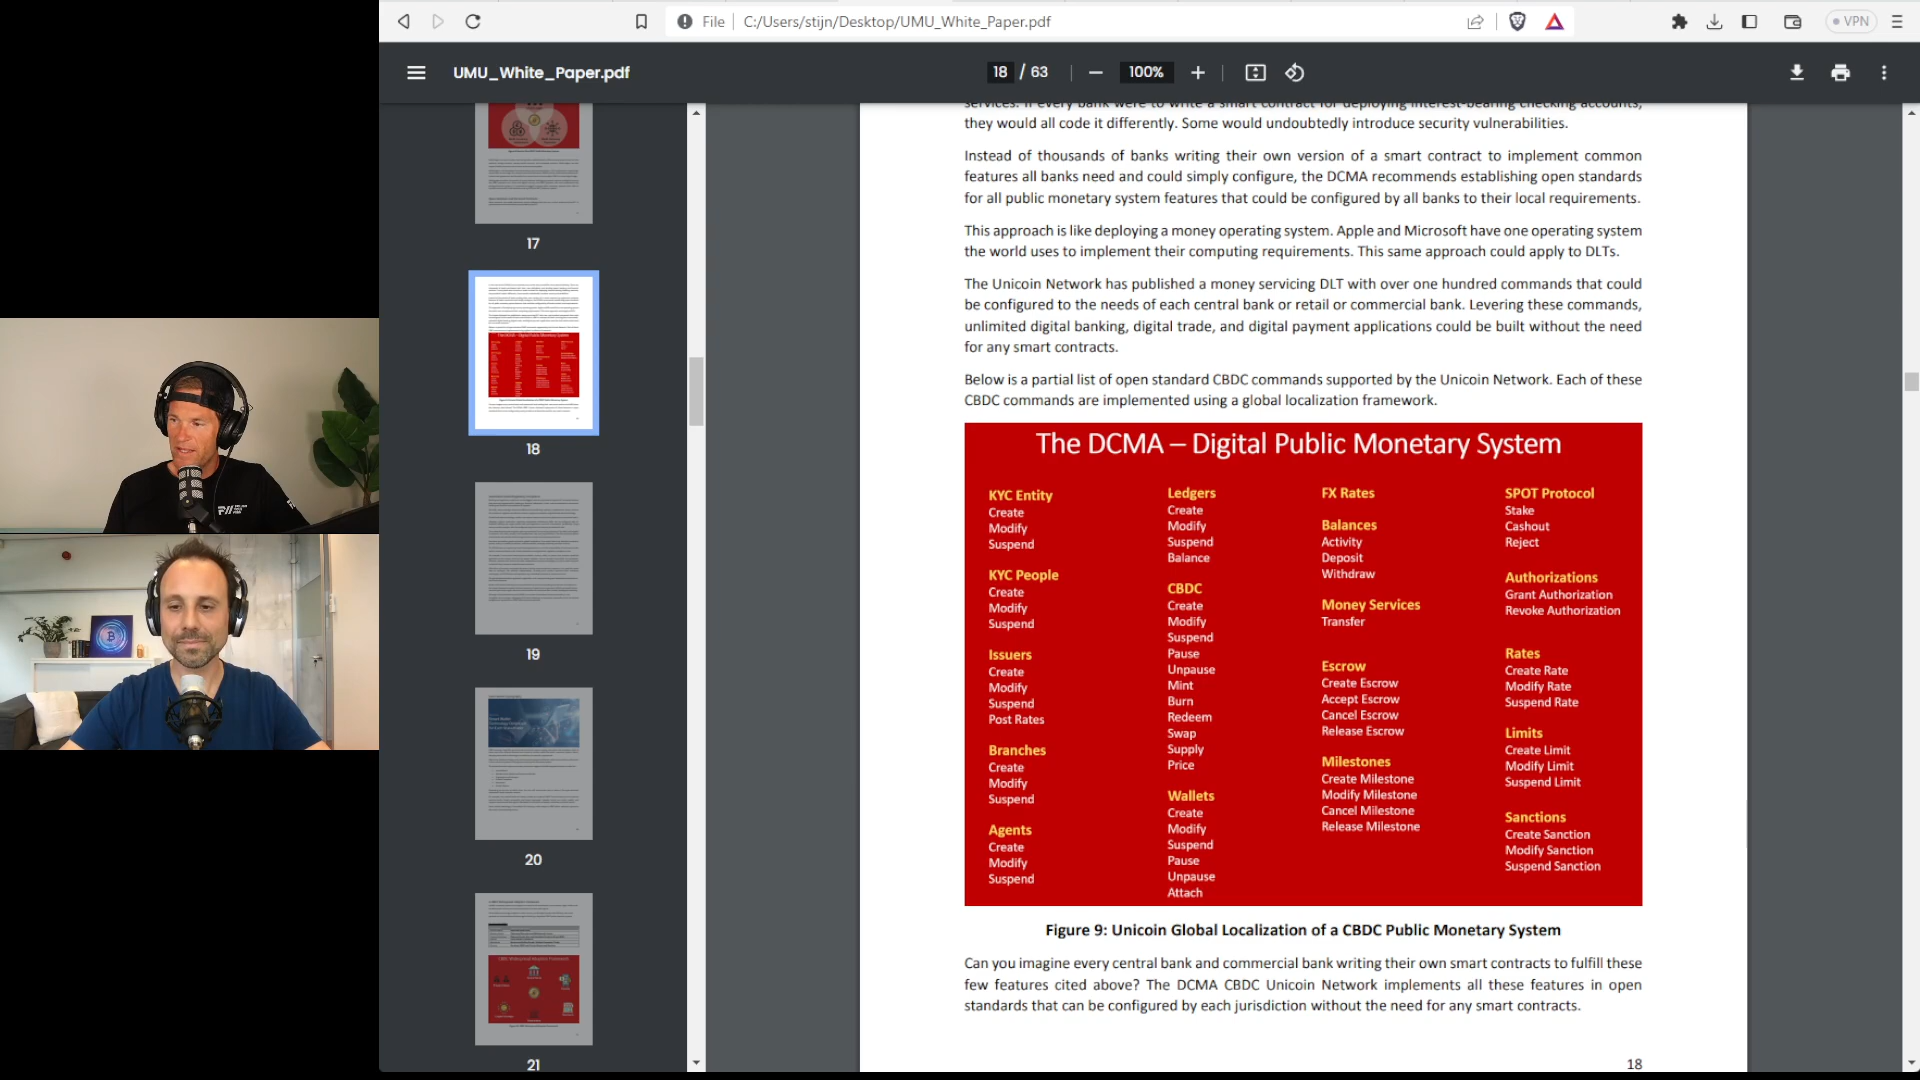 File
C:/Users/stijn/Desktop/UMU_White_Paper.pdf
VPN
UMU_White_Paper.pdf
18 / 63
100%
17
18
19
20
21
services. If every bank were to write a smart contract for deploying interest-bearing checking accounts,
they would all code it differently. Some would undoubtedly introduce security vulnerabilities.
Instead of thousands of banks writing their own version of a smart contract to implement common
features all banks need and could simply configure, the DCMA recommends establishing open standards
for all public monetary system features that could be configured by all banks to their local requirements.
This approach is like deploying a money operating system. Apple and Microsoft have one operating system
the world uses to implement their computing requirements. This same approach could apply to DLTs.
The Unicoin Network has published a money servicing DLT with over one hundred commands that could
be configured to the needs of each central bank or retail or commercial bank. Levering these commands,
unlimited digital banking, digital trade, and digital payment applications could be built without the need
for any smart contracts.
Below is a partial list of open standard CBDC commands supported by the Unicoin Network. Each of these
CBDC commands are implemented using a global localization framework.
The DCMA – Digital Public Monetary System
KYC Entity
Create
Modify
Suspend
KYC People
Create
Modify
Suspend
Issuers
Create
Modify
Suspend
Post Rates
Branches
Create
Modify
Suspend
Agents
Create
Modify
Suspend
Ledgers
Create
Modify
Suspend
Balance
CBDC
Create
Modify
Suspend
Pause
Unpause
Mint
Burn
Redeem
Swap
Supply
Price
Wallets
Create
Modify
Suspend
Pause
Unpause
Attach
FX Rates
Balances
Activity
Deposit
Withdraw
Money Services
Transfer
Escrow
Create Escrow
Accept Escrow
Cancel Escrow
Release Escrow
Milestones
Create Milestone
Modify Milestone
Cancel Milestone
Release Milestone
SPOT Protocol
Stake
Cashout
Reject
Authorizations
Grant Authorization
Revoke Authorization
Rates
Create Rate
Modify Rate
Suspend Rate
Limits
Create Limit
Modify Limit
Suspend Limit
Sanctions
Create Sanction
Modify Sanction
Suspend Sanction
Figure 9: Unicoin Global Localization of a CBDC Public Monetary System
Can you imagine every central bank and commercial bank writing their own smart contracts to fulfill these
few features cited above? The DCMA CBDC Unicoin Network implements all these features in open
standards that can be configured by each jurisdiction without the need for any smart contracts.
18